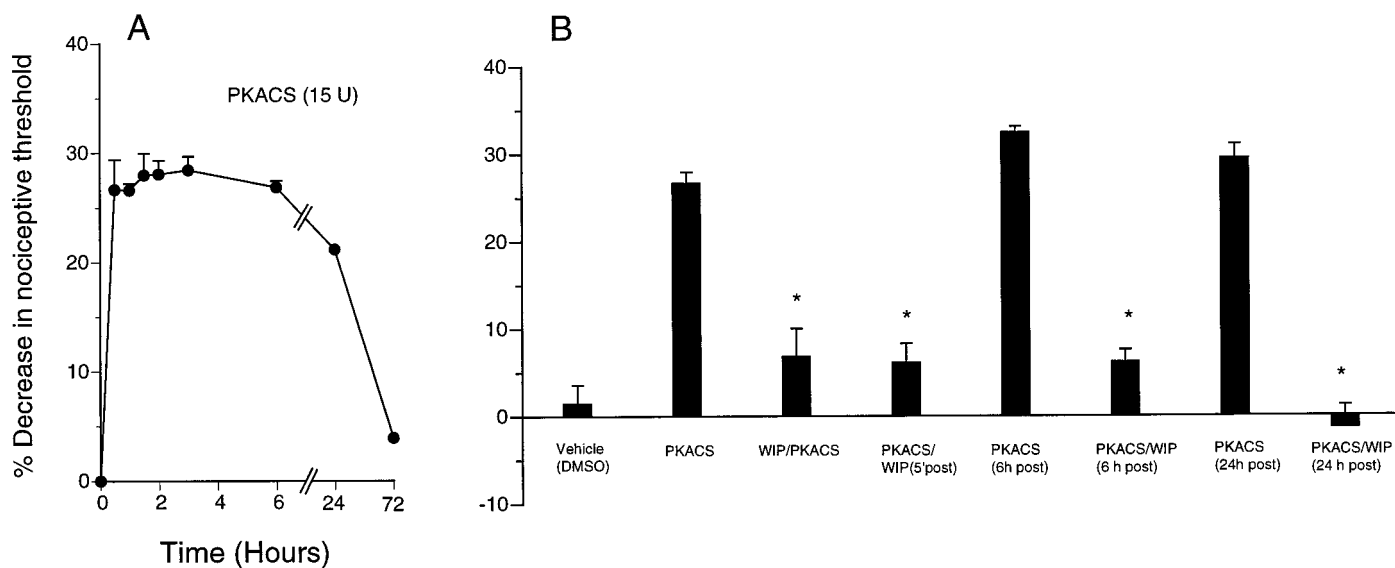 A
% Decrease in nociceptive threshold
40
30
20
10
0
PKACS (15 U)
0 2 4 6 24 72
Time (Hours)
B
40
30
20
10
0
-10
* * * *
Vehicle
(DMSO)
PKACS
WIP/PKACS
PKACS/
WIP(5'post)
PKACS
(6h post)
PKACS/WIP
(6 h post)
PKACS
(24h post)
PKACS/WIP
(24 h post)